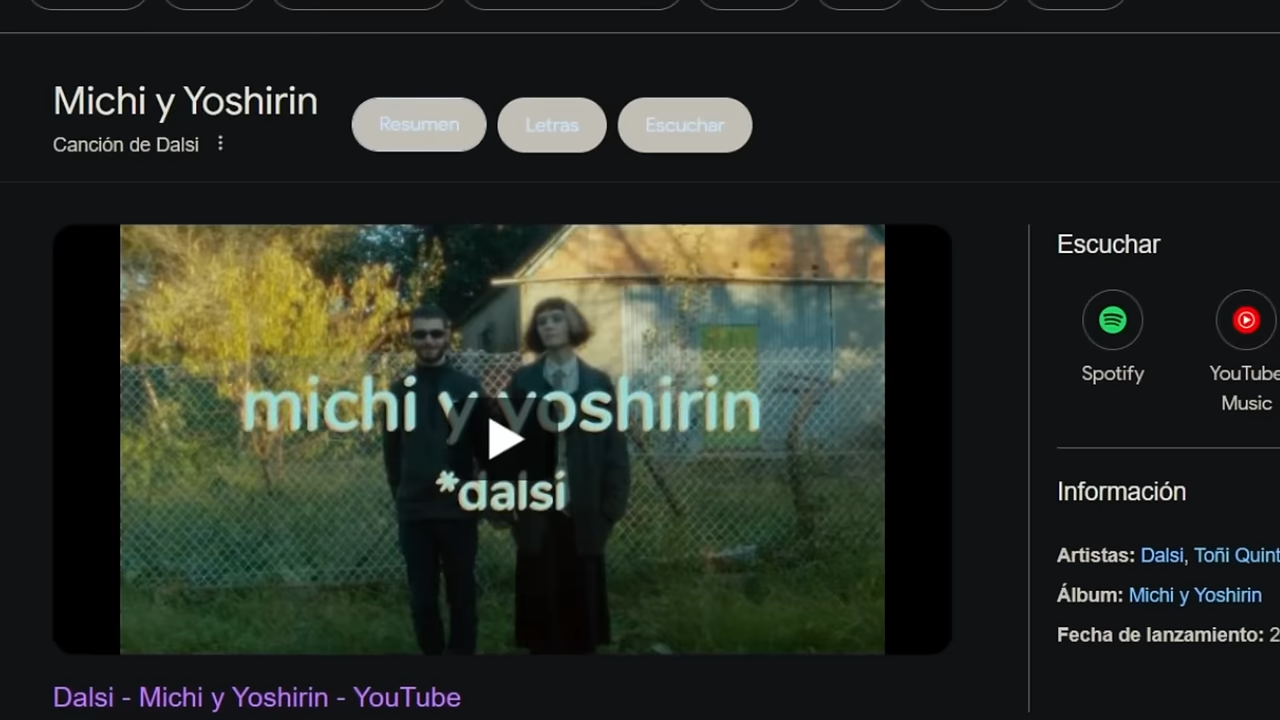 Michi y Yoshirin
Canción de Dalsi
Resumen
Letras
Escuchar
michi y yoshirin
*dalsi
Dalsi - Michi y Yoshirin - YouTube
Escuchar
Spotify
YouTube
Music
Información
Artistas: Dalsi, Toñi Quint
Álbum: Michi y Yoshirin
Fecha de lanzamiento: 2